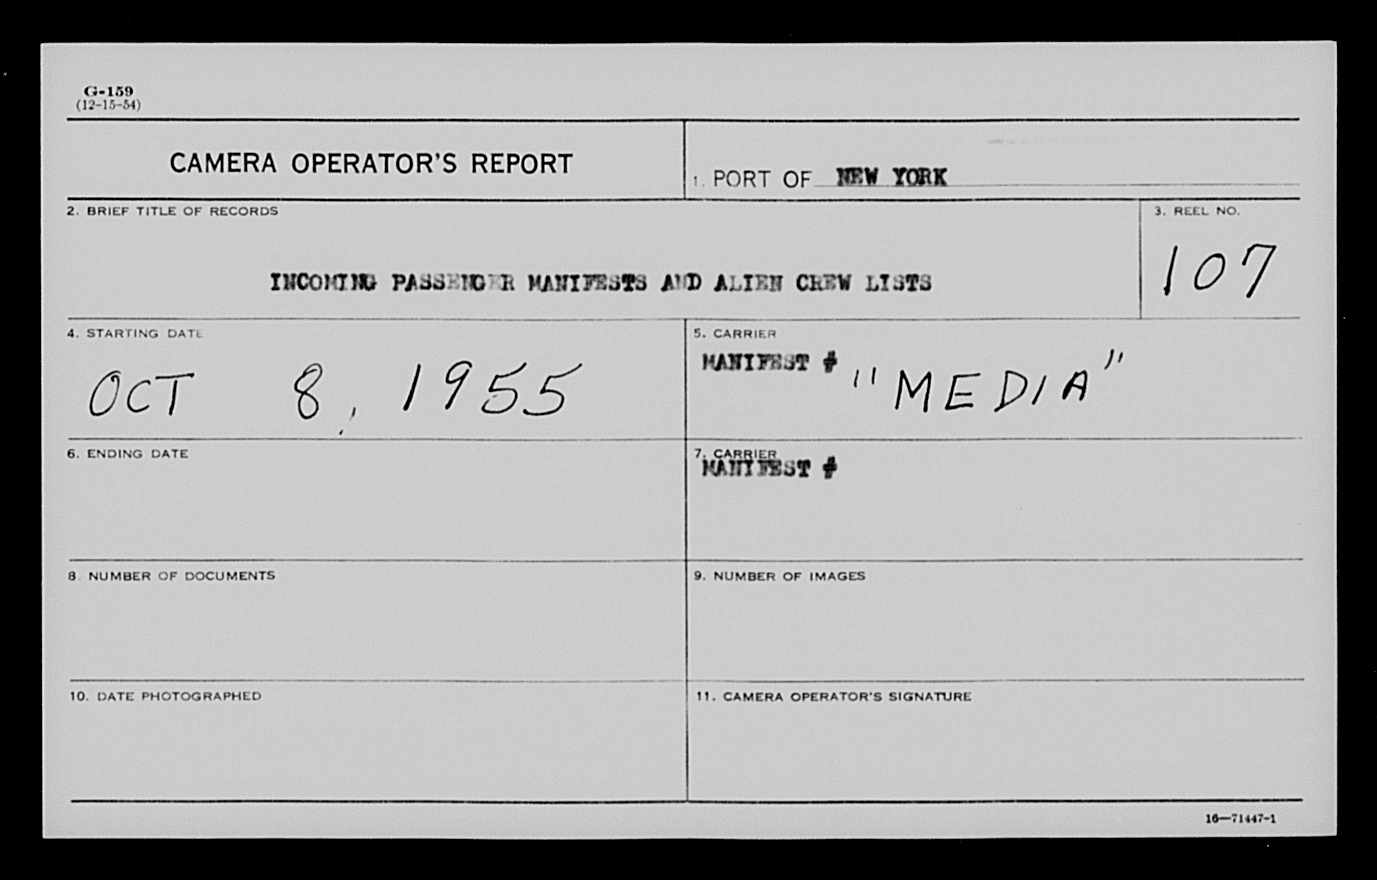 G-159
(12-15-54)
CAMERA OPERATOR'S REPORT
1. PORT OF NEW YORK
2. BRIEF TITLE OF RECORDS
INCOMING PASSENGER MANIFESTS AND ALIEN CREW LISTS
3. REEL NO.
107
4. STARTING DATE
OCT 8, 1955
5. CARRIER
MANIFEST # "MEDIA"
6. ENDING DATE
7. CARRIER
MANIFEST #
8. NUMBER OF DOCUMENTS
9. NUMBER OF IMAGES
10. DATE PHOTOGRAPHED
11. CAMERA OPERATOR'S SIGNATURE
16—71447-1